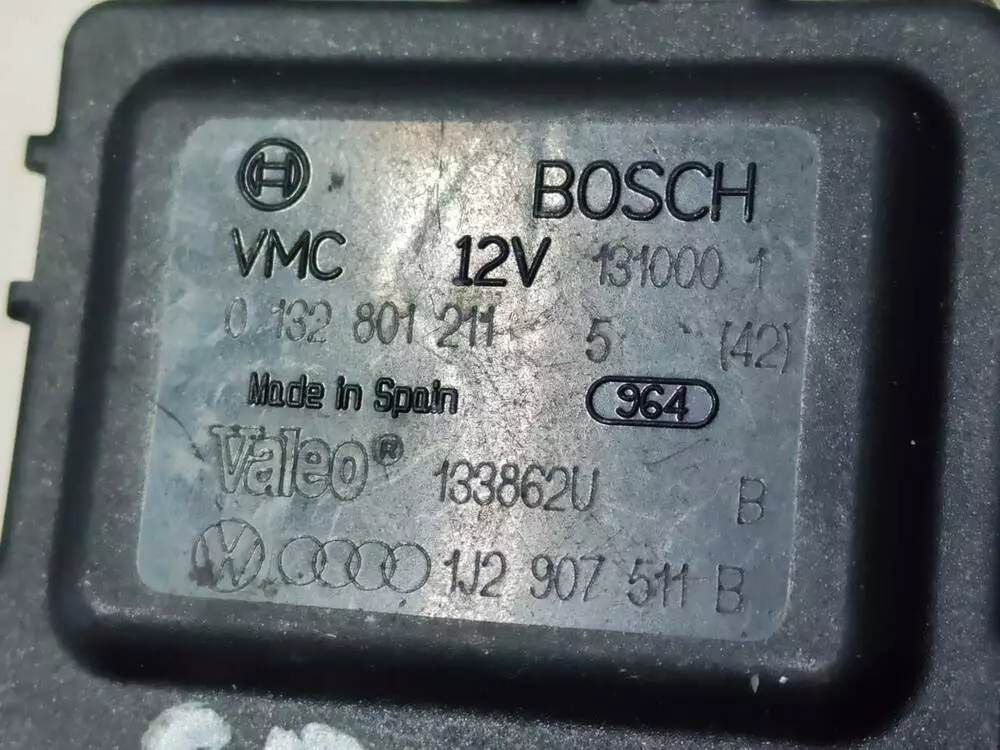 BOSCH
VMC 12V 131000 1
0 132 801 211 5 (42)
Made in Spain 964
Valeo® 133862U B
1J2 907 511 B